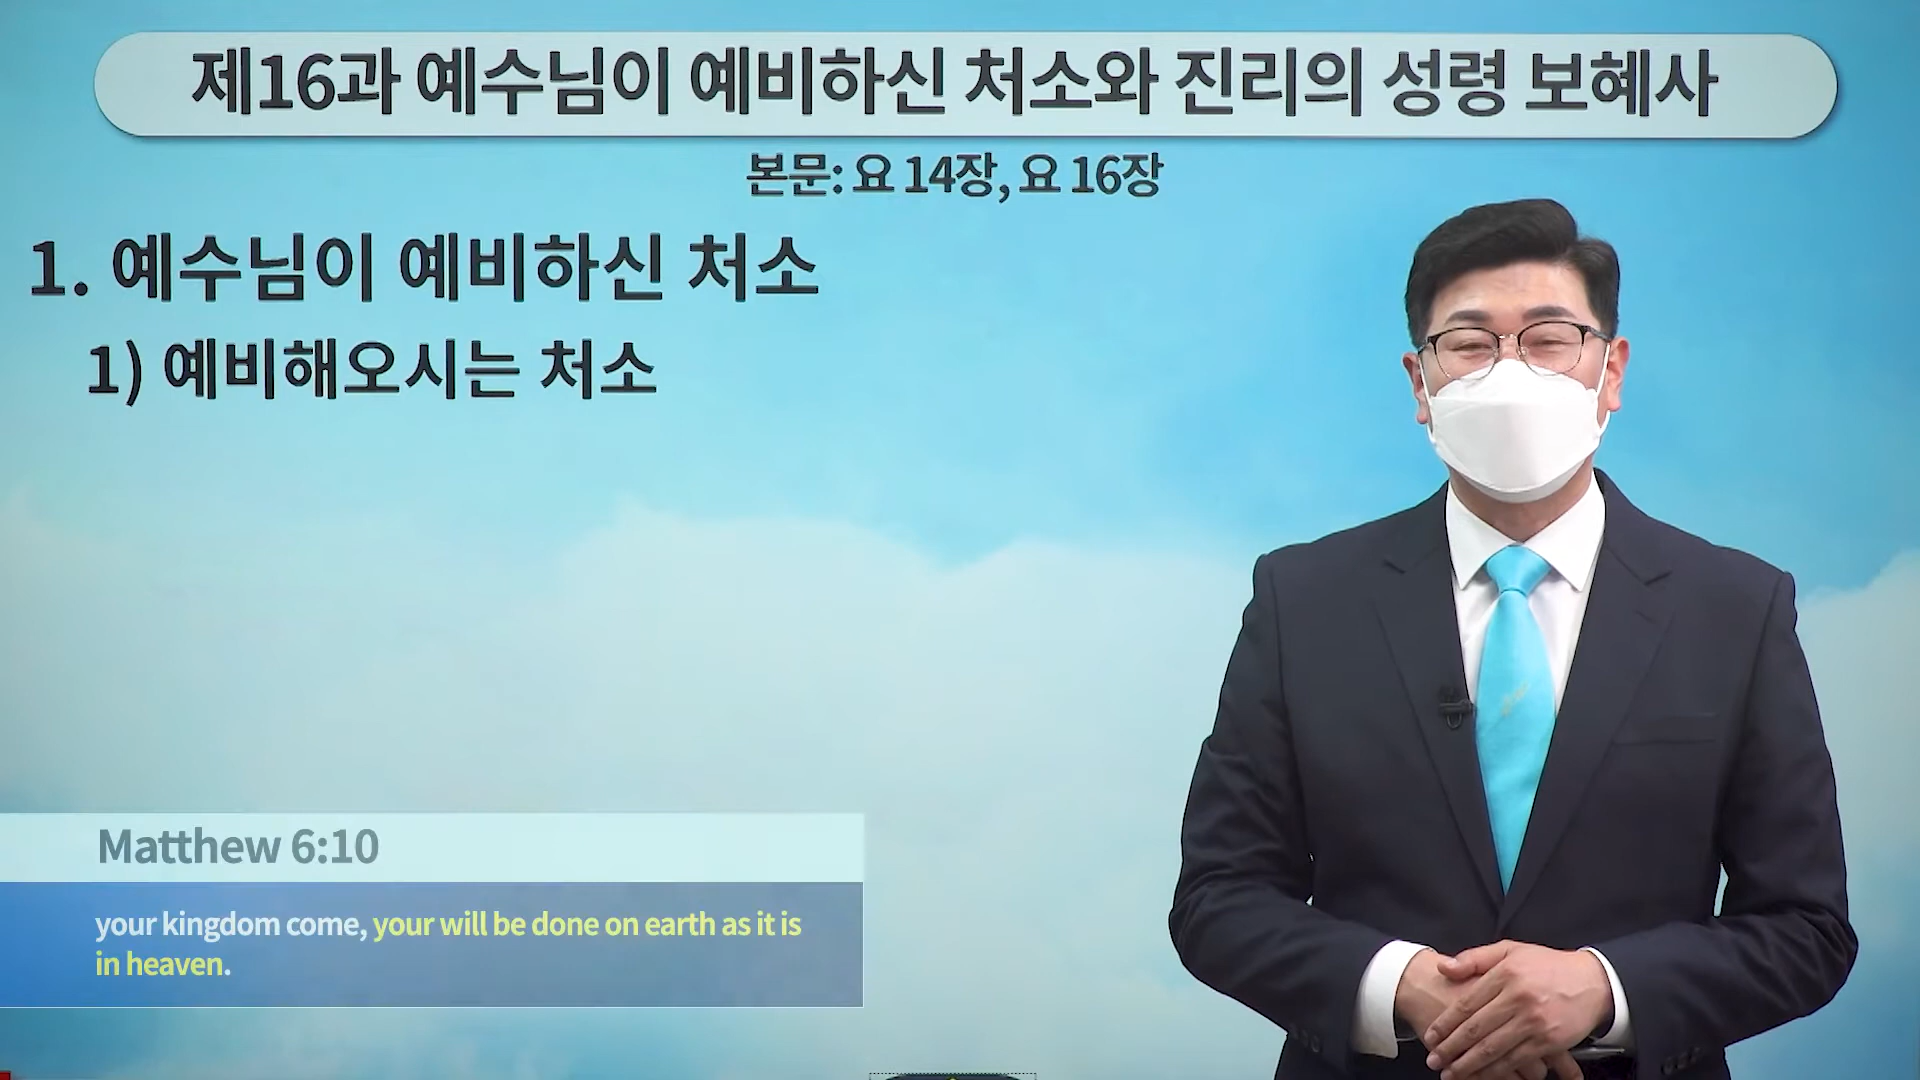 제16과 예수님이 예비하신 처소와 진리의 성령 보혜사
본문: 요 14장, 요 16장
1. 예수님이 예비하신 처소
1) 예비해오시는 처소
Matthew 6:10
your kingdom come, your will be done on earth as it is
in heaven.